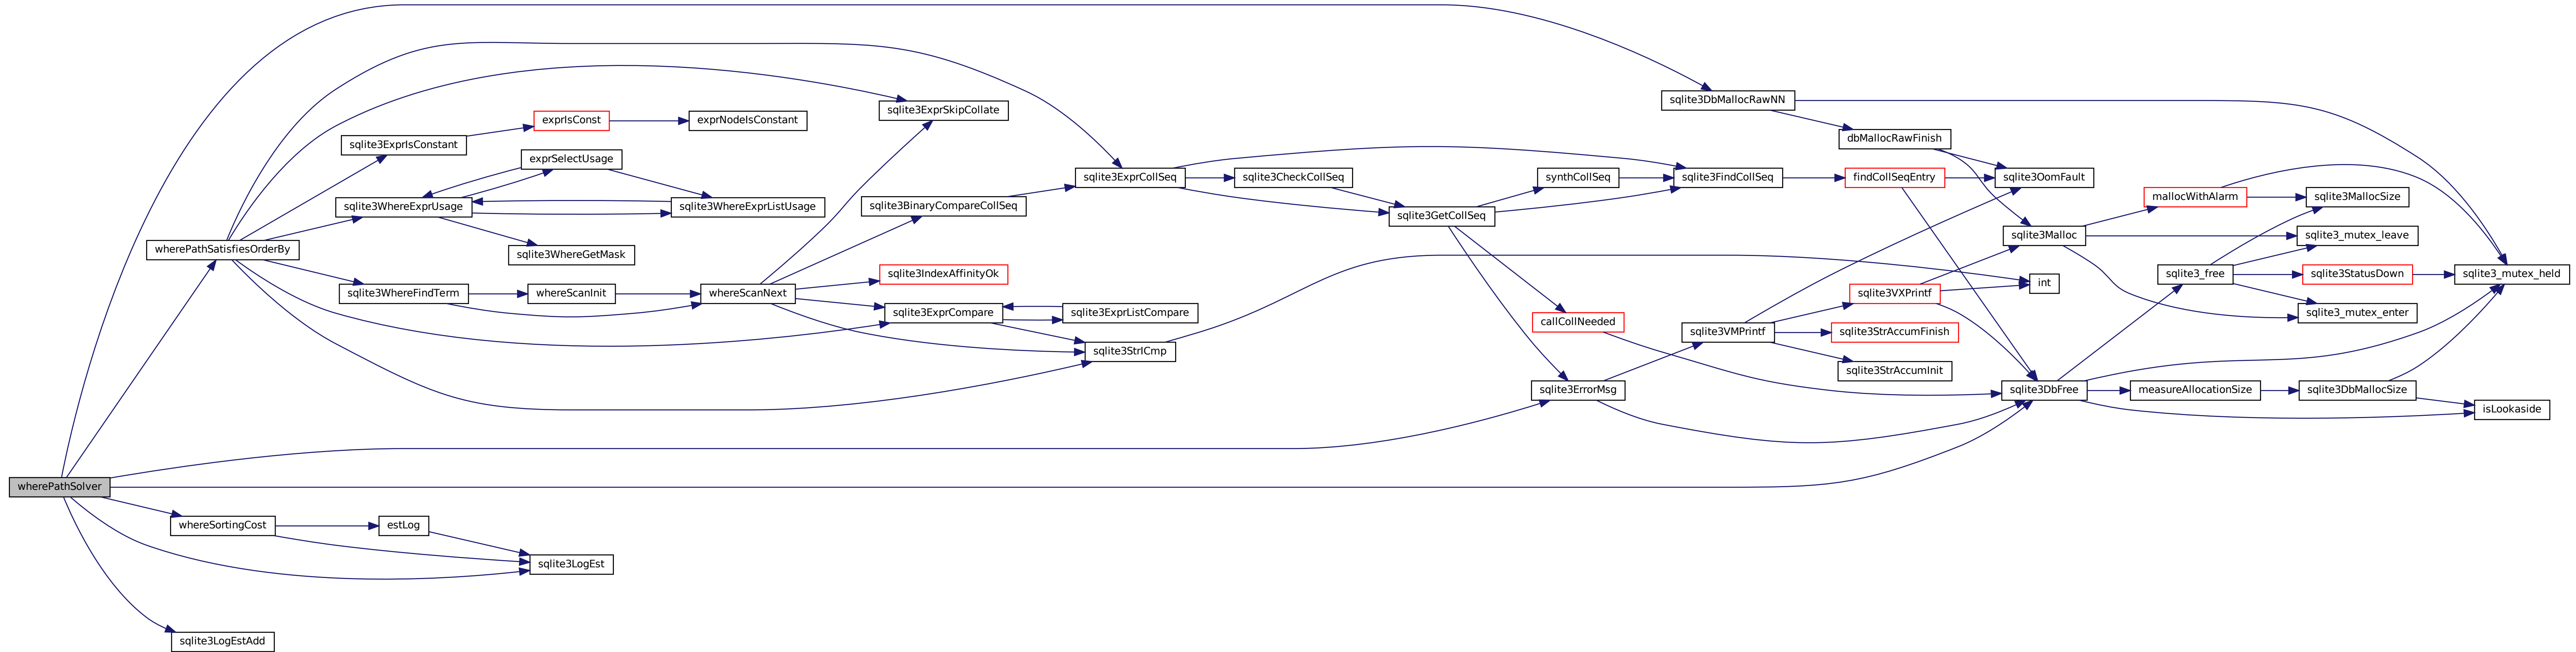 wherePathSolver
wherePathSatisfiesOrderBy
whereSortingCost
sqlite3LogEstAdd
sqlite3ExprIsConstant
sqlite3WhereExprUsage
sqlite3WhereFindTerm
estLog
exprIsConst
exprSelectUsage
sqlite3WhereGetMask
whereScanInit
sqlite3LogEst
exprNodeIsConstant
sqlite3WhereExprListUsage
whereScanNext
sqlite3ExprSkipCollate
sqlite3BinaryCompareCollSeq
sqlite3IndexAffinityOk
sqlite3ExprCompare
sqlite3ExprCollSeq
sqlite3ExprListCompare
sqlite3StrICmp
sqlite3CheckCollSeq
sqlite3GetCollSeq
synthCollSeq
callCollNeeded
sqlite3ErrorMsg
sqlite3DbMallocRawNN
sqlite3FindCollSeq
sqlite3VMPrintf
dbMallocRawFinish
findCollSeqEntry
sqlite3VXPrintf
sqlite3StrAccumFinish
sqlite3StrAccumInit
sqlite3OomFault
sqlite3Malloc
int
sqlite3DbFree
mallocWithAlarm
sqlite3_free
measureAllocationSize
sqlite3MallocSize
sqlite3_mutex_leave
sqlite3StatusDown
sqlite3_mutex_enter
sqlite3DbMallocSize
sqlite3_mutex_held
isLookaside